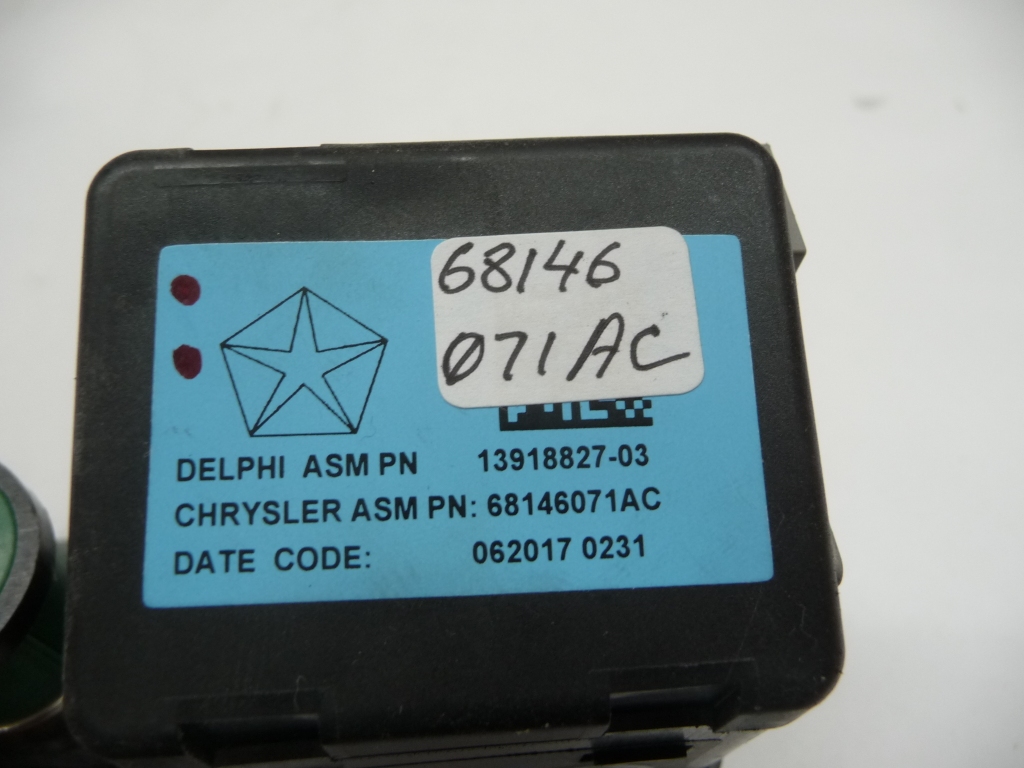 68146
071AC
DELPHI ASM PN 13918827-03
CHRYSLER ASM PN: 68146071AC
DATE CODE: 062017 0231